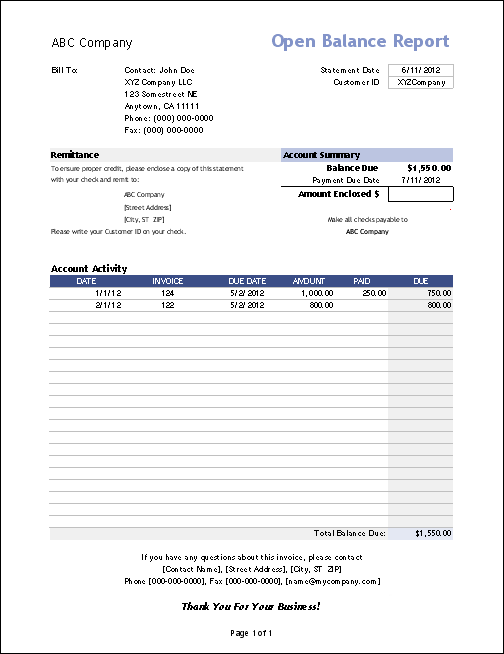 ABC Company
Open Balance Report
Bill To:
Contact: John Doe
XYZ Company LLC
123 Somestreet NE
Anytown, CA 11111
Phone: (000) 000-0000
Fax: (000) 000-0000
Statement Date 6/11/2012
Customer ID XYZCompany
Remittance
To ensure proper credit, please enclose a copy of this statement
with your check and remit to:
ABC Company
[Street Address]
[City, ST ZIP]
Please write your Customer ID on your check.
Account Summary
Balance Due $1,550.00
Payment Due Date 7/11/2012
Amount Enclosed $
Make all checks payable to
ABC Company
Account Activity
DATE INVOICE DUE DATE AMOUNT PAID DUE
1/1/12 124 5/2/2012 1,000.00 250.00 750.00
2/1/12 122 5/2/2012 800.00 800.00
Total Balance Due: $1,550.00
If you have any questions about this invoice, please contact
[Contact Name], [Street Address], [City, ST ZIP]
Phone [000-000-0000], Fax [000-000-0000], [name@mycompany.com]
Thank You For Your Business!
Page 1 of 1